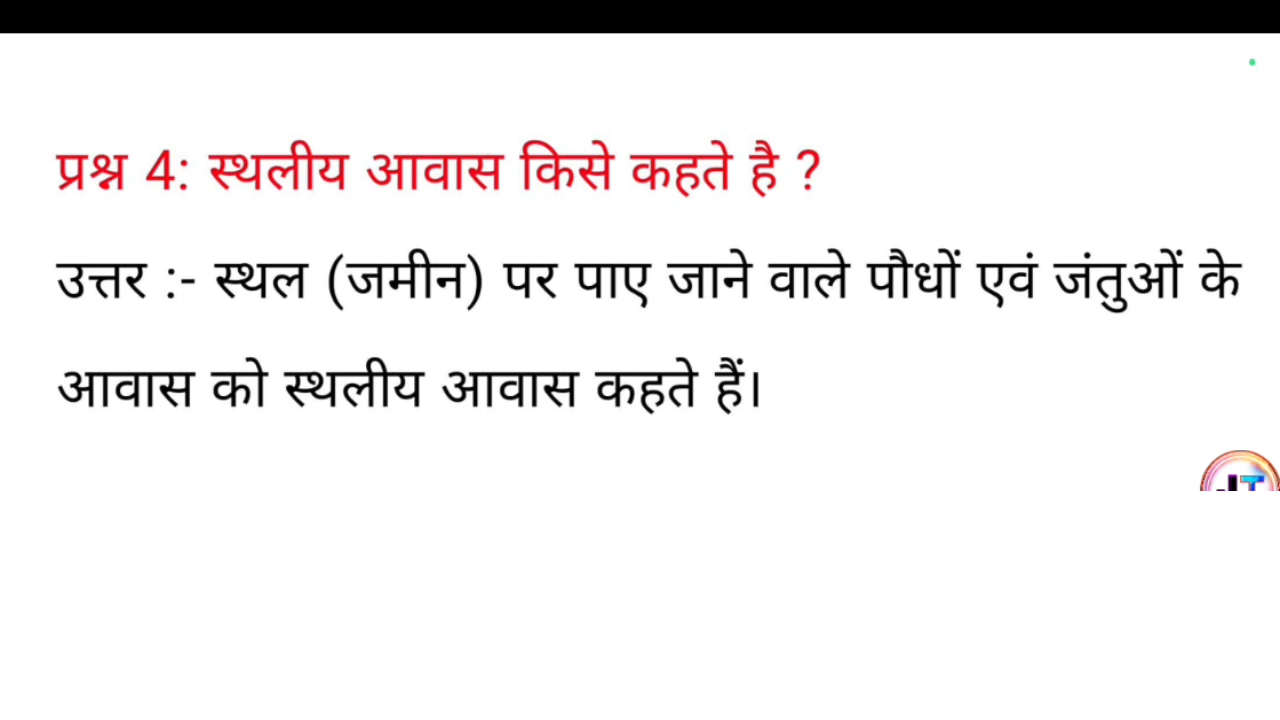 प्रश्न 4: स्थलीय आवास किसे कहते है ?
उत्तर :- स्थल (जमीन) पर पाए जाने वाले पौधों एवं जंतुओं के
आवास को स्थलीय आवास कहते हैं।